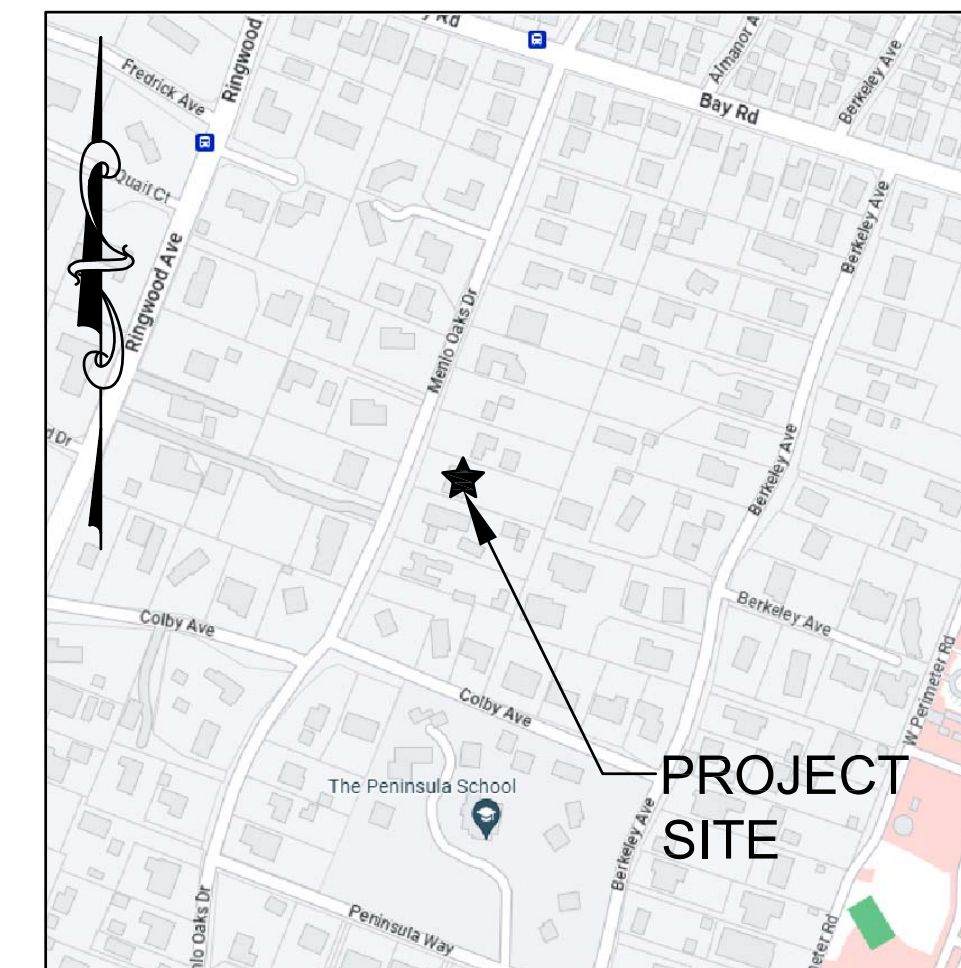 y Rd
Ringwood
Fredrick Ave
Almanor A
Berkeley Ave
Bay Rd
Quail Ct
Ringwood Ave
Berkeley Ave
Menlo Oaks Dr
d Dr
Berkeley Ave
Berkeley Ave
Colby Ave
W Perimeter Rd
Colby Ave
PROJECT
SITE
The Peninsula School
Berkeley Ave
Peninsula Way
nlo Oaks Dr
eter Rd